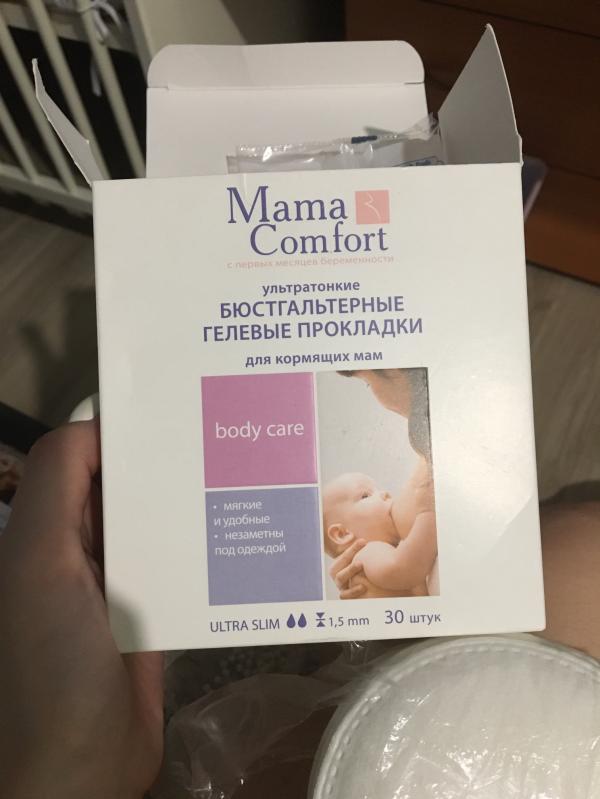 Mama
Comfort
с первых месяцев беременности
ультратонкие
БЮСТГАЛЬТЕРНЫЕ
ГЕЛЕВЫЕ ПРОКЛАДКИ
для кормящих мам
body care
• мягкие
и удобные
• незаметны
под одеждой
ULTRA SLIM 1,5 mm 30 штук